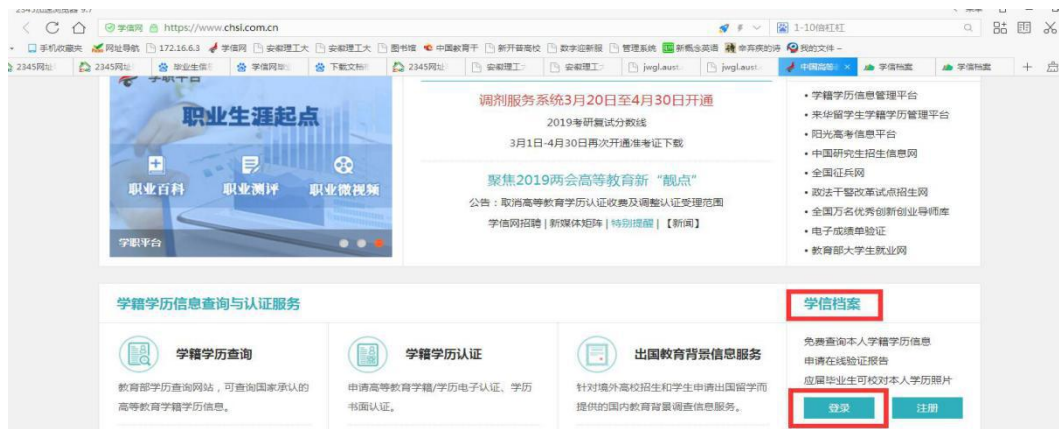 学信网 https://www.chsi.com.cn
1-10倍杠杠
手机收藏夹 网址导航 172.16.6.3 学信网 安徽理工大 安徽理工大 图书馆 中国教育干 新开普高校 数字迎新服 管理系统 新概念英语 辛弃疾的诗 我的文件 –
2345网址 2345网址 毕业生信 学信网 下载文档 2345网址 安徽理工 安徽理工 jwgl.aust. jwgl.aust. 中国高等 学信档案 学信档案
学职平台
职业生涯起点
职业百科 职业测评 职业微视频
学职平台
调剂服务系统3月20日至4月30日开通
2019考研复试分数线
3月1日-4月30日再次开通准考证下载
聚焦2019两会高等教育新“靓点”
公告：取消高等教育学历认证收费及调整认证受理范围
学信网招聘 | 新媒体矩阵 | 特别提醒 | 【新闻】
• 学籍学历信息管理平台
• 来华留学生学籍学历管理平台
• 阳光高考信息平台
• 中国研究生招生信息网
• 全国征兵网
• 政法干警改革试点招生网
• 全国万名优秀创新创业导师库
• 电子成绩单验证
• 教育部大学生就业网
学籍学历信息查询与认证服务
学籍学历查询
教育部学历查询网站，可查询国家承认的
高等教育学籍学历信息。
学籍学历认证
申请高等教育学籍/学历电子认证、学历
书面认证。
出国教育背景信息服务
针对境外高校招生和学生申请出国留学而
提供的国内教育背景调查信息服务。
学信档案
免费查询本人学籍学历信息
申请在线验证报告
应届毕业生可校对本人学历照片
登录 注册